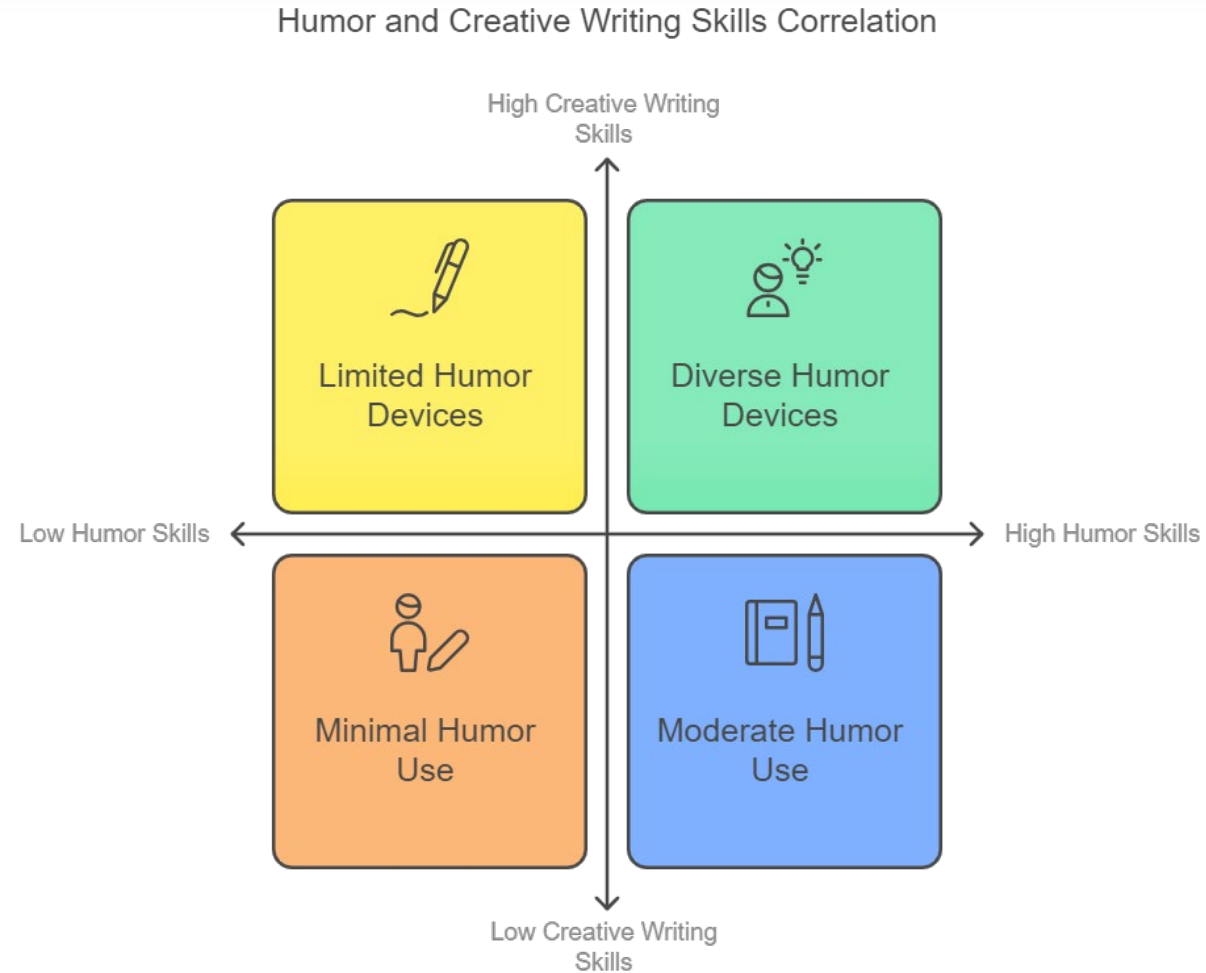 Humor and Creative Writing Skills Correlation
High Creative Writing
Skills
Limited Humor
Devices
Diverse Humor
Devices
Low Humor Skills
High Humor Skills
Minimal Humor
Use
Moderate Humor
Use
Low Creative Writing
Skills